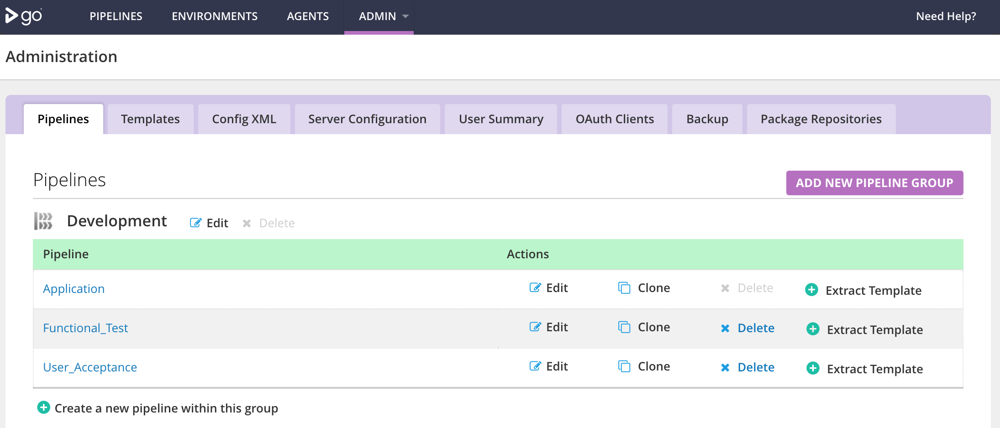 go PIPELINES ENVIRONMENTS AGENTS ADMIN Need Help?
Administration
Pipelines Templates Config XML Server Configuration User Summary OAuth Clients Backup Package Repositories
Pipelines ADD NEW PIPELINE GROUP
Development Edit Delete
Pipeline Actions
Application Edit Clone Delete Extract Template
Functional_Test Edit Clone Delete Extract Template
User_Acceptance Edit Clone Delete Extract Template
Create a new pipeline within this group